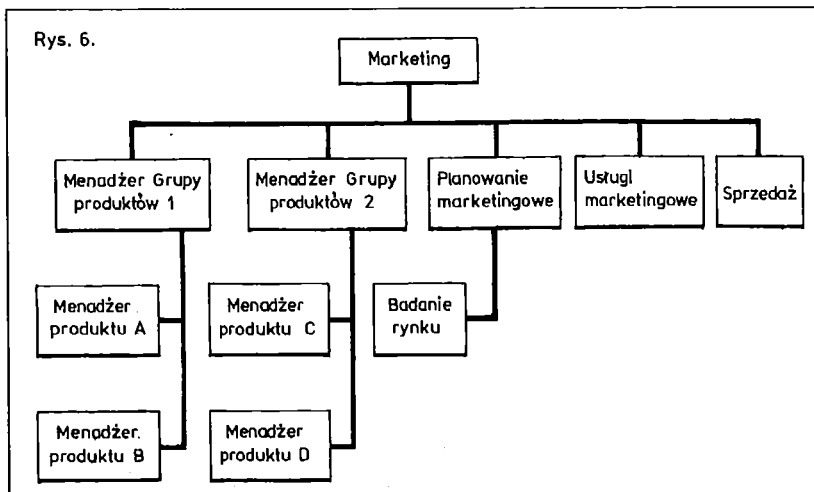 Rys. 6.
Marketing
Menadżer Grupy
produktów 1
Menadżer Grupy
produktów 2
Planowanie
marketingowe
Usługi
marketingowe
Sprzedaż
Menadżer
produktu A
Menadżer
produktu C
Badanie
rynku
Menadżer.
produktu B
Menadżer
produktu D